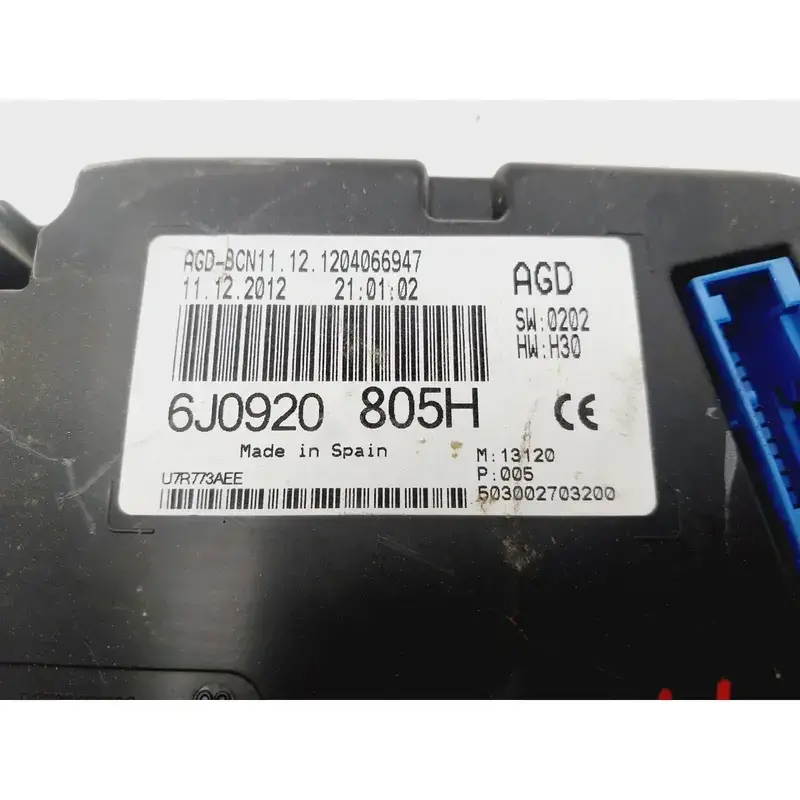 AGD-BCN11.12.1204066947
11.12.2012 21:01:02
AGD
SW:0202
HW:H30
6J0920 805H
CE
Made in Spain
M:13120
P:005
U7R773AEE
503002703200